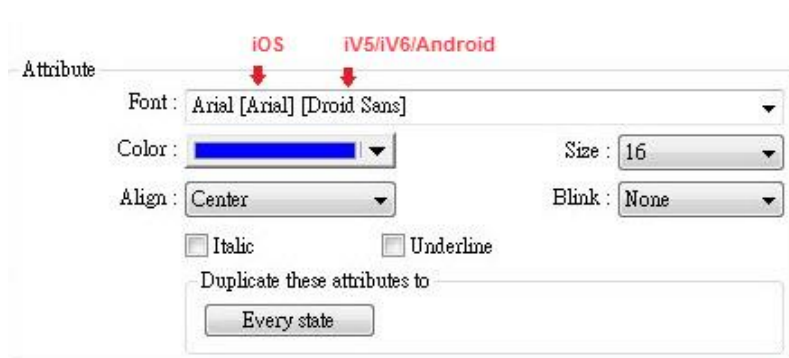 iOS iV5/iV6/Android
Attribute
Font : Arial [Arial] [Droid Sans]
Color : Size : 16
Align : Center Blink : None
Italic Underline
Duplicate these attributes to
Every state